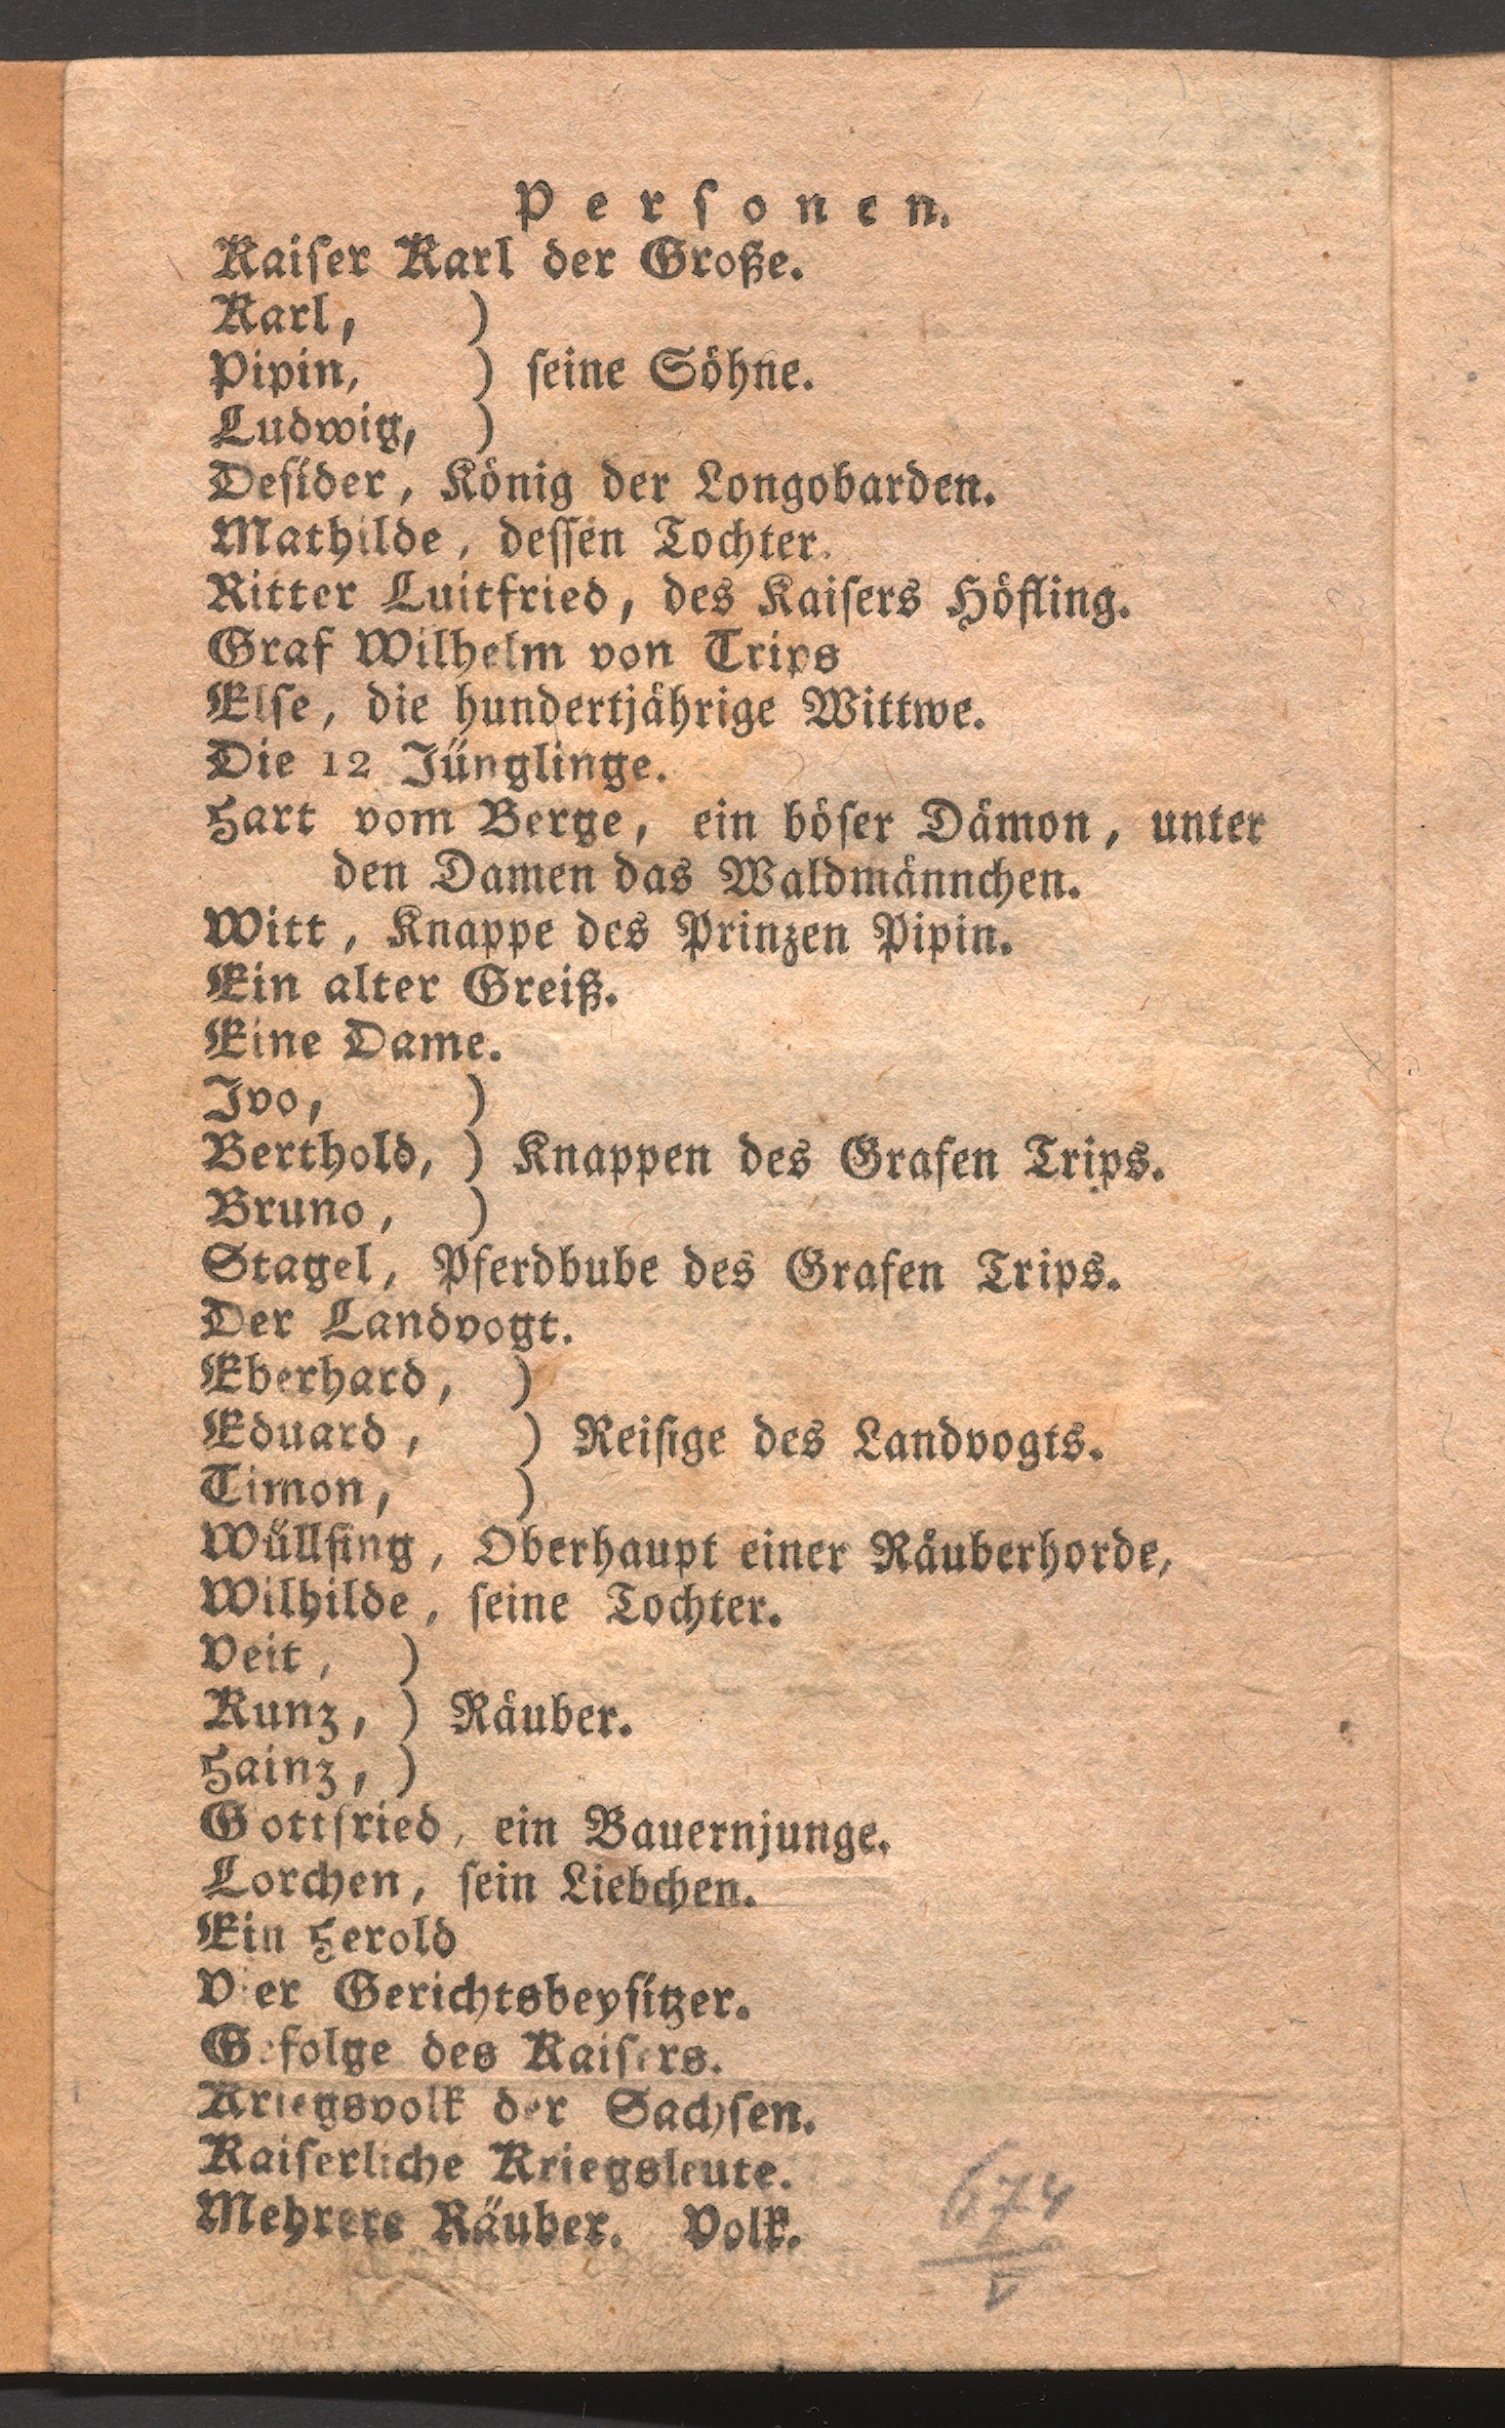 Perſonen.
Kaiſer Karl der Große.
Karl, )
Pipin, ) ſeine Söhne.
Ludwig, )
Deſider, König der Longobarden.
Mathilde, deſſen Tochter.
Ritter Luitfried, des Kaiſers Höfling.
Graf Wilhelm von Trips
Elſe, die hundertjährige Wittwe.
Die 12 Jünglinge.
Hart vom Berge, ein böſer Dämon, unter
den Damen das Waldmännchen.
Witt, Knappe des Prinzen Pipin.
Ein alter Greiß.
Eine Dame.
Ivo, )
Berthold, ) Knappen des Grafen Trips.
Bruno, )
Stagel, Pferdbube des Grafen Trips.
Der Landvogt.
Eberhard, )
Eduard, ) Reiſige des Landvogts.
Timon, )
Wüllſing, Oberhaupt einer Räuberhorde,
Wilhilde, ſeine Tochter.
Veit, )
Kunz, ) Räuber.
Hainz, )
Gottfried, ein Bauernjunge.
Lorchen, ſein Liebchen.
Ein Herold
Vier Gerichtsbeyſitzer.
Gefolge des Kaiſers.
Kriegsvolk der Sachſen.
Kaiſerliche Kriegsleute.
Mehrere Räuber. Volk.
674
V